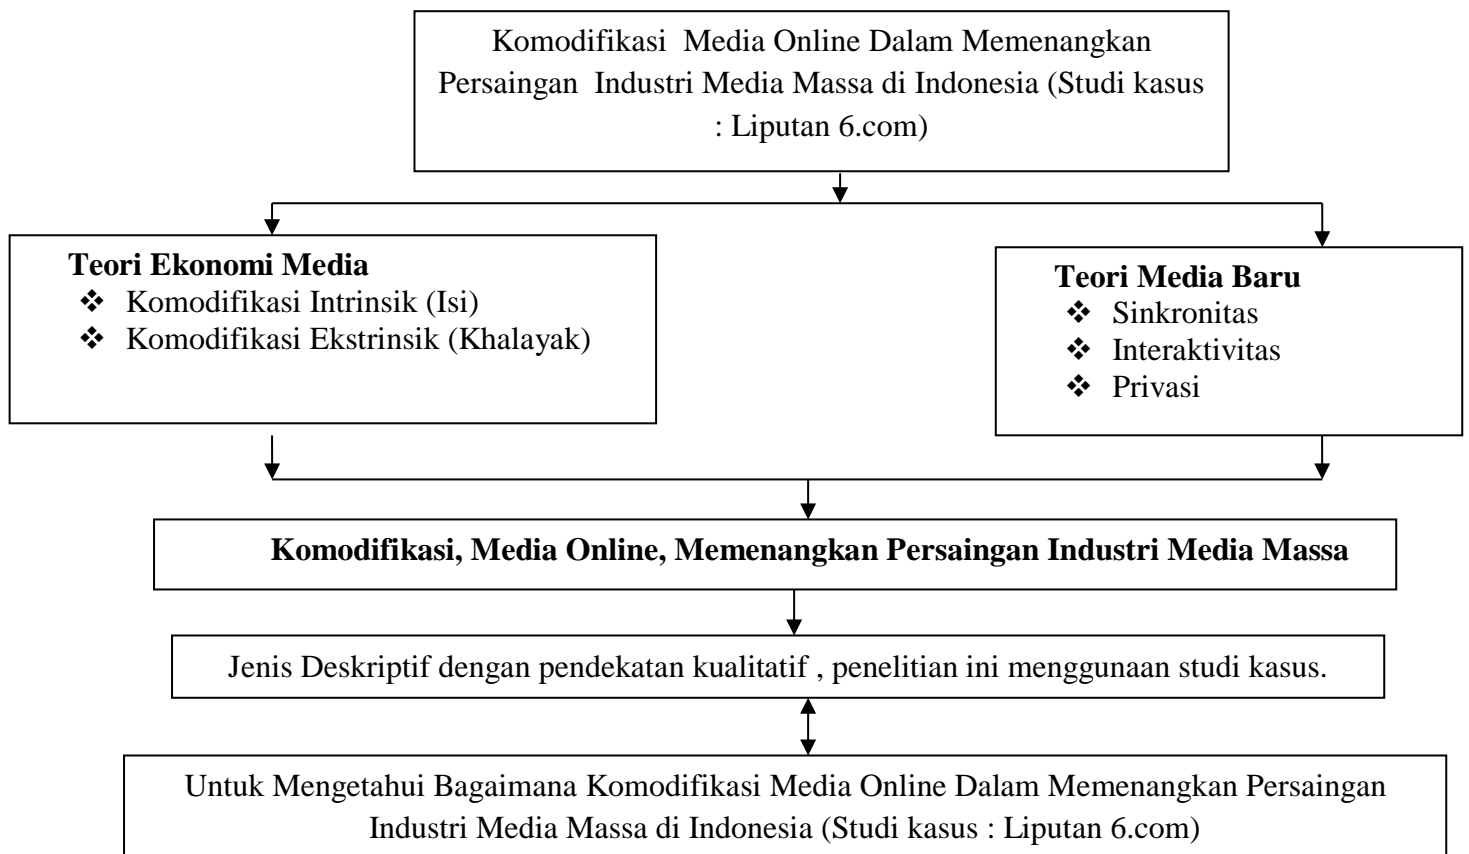 Komodifikasi Media Online Dalam Memenangkan
Persaingan Industri Media Massa di Indonesia (Studi kasus
: Liputan 6.com)
Teori Ekonomi Media
❖ Komodifikasi Intrinsik (Isi)
❖ Komodifikasi Ekstrinsik (Khalayak)
Teori Media Baru
❖ Sinkronitas
❖ Interaktivitas
❖ Privasi
Komodifikasi, Media Online, Memenangkan Persaingan Industri Media Massa
Jenis Deskriptif dengan pendekatan kualitatif , penelitian ini menggunaan studi kasus.
Untuk Mengetahui Bagaimana Komodifikasi Media Online Dalam Memenangkan Persaingan
Industri Media Massa di Indonesia (Studi kasus : Liputan 6.com)